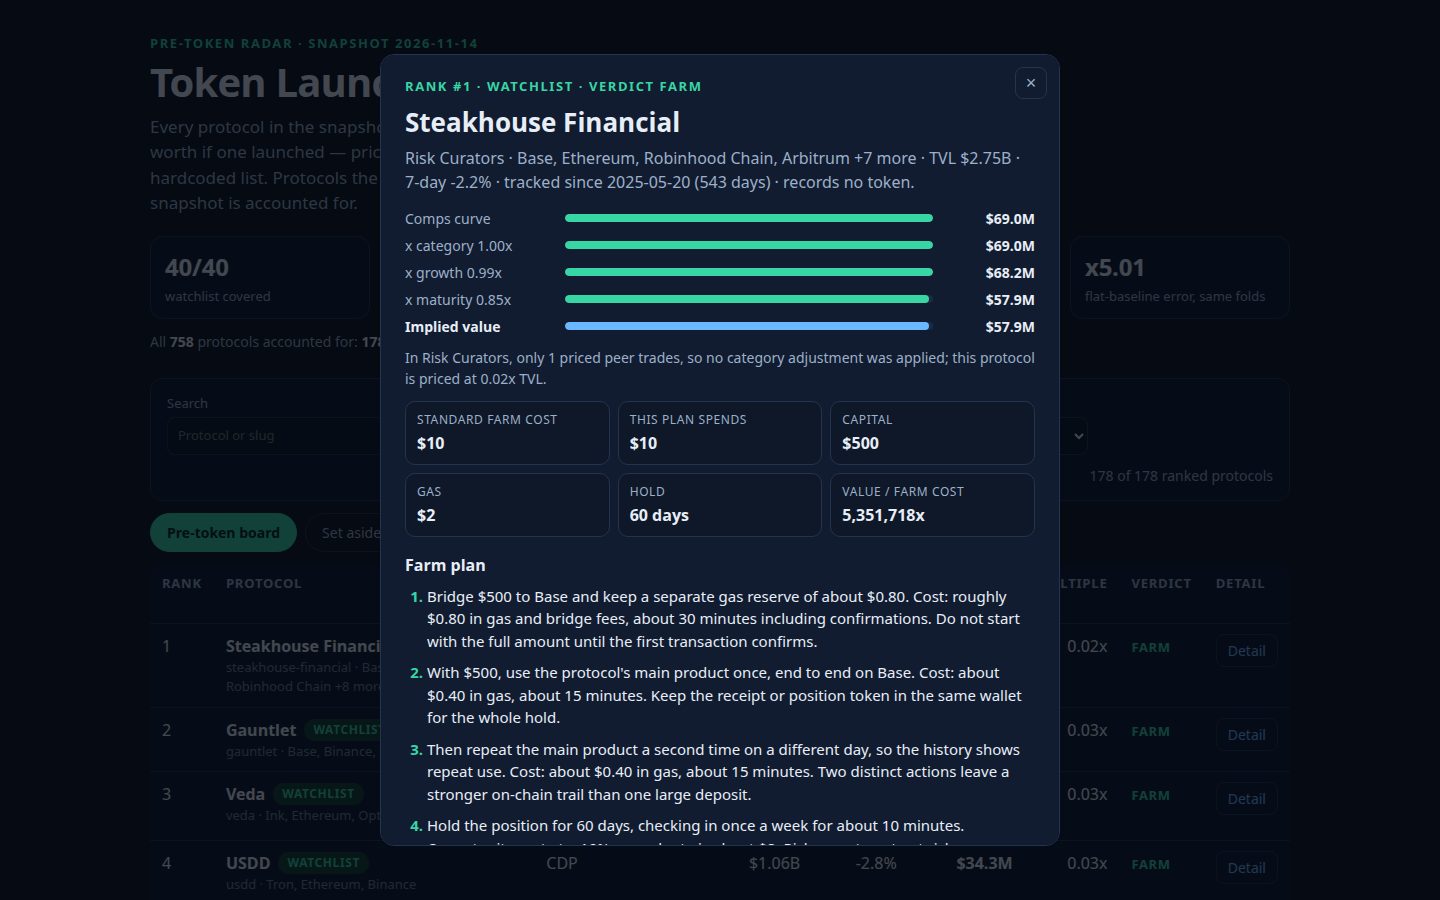 PRE-TOKEN RADAR · SNAPSHOT 2026-11-14
Token
Every protocol in the
worth if one launched —
hardcoded list. Protocols the
snapshot is accounted for.
40/40
watchlist covered
x5.01
flat-baseline error, same folds
All 758 protocols accounted for:
Search
Protocol or slug
178 of 178 ranked protocols
Pre-token board
Set aside
RANK #1 · WATCHLIST · VERDICT FARM
×
Steakhouse Financial
Risk Curators · Base, Ethereum, Robinhood Chain, Arbitrum +7 more · TVL $2.75B ·
7-day -2.2% · tracked since 2025-05-20 (543 days) · records no token.
Comps curve $69.0M
x category 1.00x $69.0M
x growth 0.99x $68.2M
x maturity 0.85x $57.9M
Implied value $57.9M
In Risk Curators, only 1 priced peer trades, so no category adjustment was applied; this protocol
is priced at 0.02x TVL.
STANDARD FARM COST
$10
THIS PLAN SPENDS
$10
CAPITAL
$500
GAS
$2
HOLD
60 days
VALUE / FARM COST
5,351,718x
Farm plan
1. Bridge $500 to Base and keep a separate gas reserve of about $0.80. Cost: roughly
$0.80 in gas and bridge fees, about 30 minutes including confirmations. Do not start
with the full amount until the first transaction confirms.
2. With $500, use the protocol's main product once, end to end on Base. Cost: about
$0.40 in gas, about 15 minutes. Keep the receipt or position token in the same wallet
for the whole hold.
3. Then repeat the main product a second time on a different day, so the history shows
repeat use. Cost: about $0.40 in gas, about 15 minutes. Two distinct actions leave a
stronger on-chain trail than one large deposit.
4. Hold the position for 60 days, checking in once a week for about 10 minutes.
RANK PROTOCOL VERDICT DETAIL
1 Steakhouse 0.02x FARM Detail
steakhouse-financial ·
Robinhood Chain +8
2 Gauntlet WATCHLIST 0.03x FARM Detail
gauntlet · Base, Binance,
3 Veda WATCHLIST 0.03x FARM Detail
veda · Ink, Ethereum,
4 USDD WATCHLIST CDP $1.06B -2.8% $34.3M 0.03x FARM Detail
usdd · Tron, Ethereum, Binance